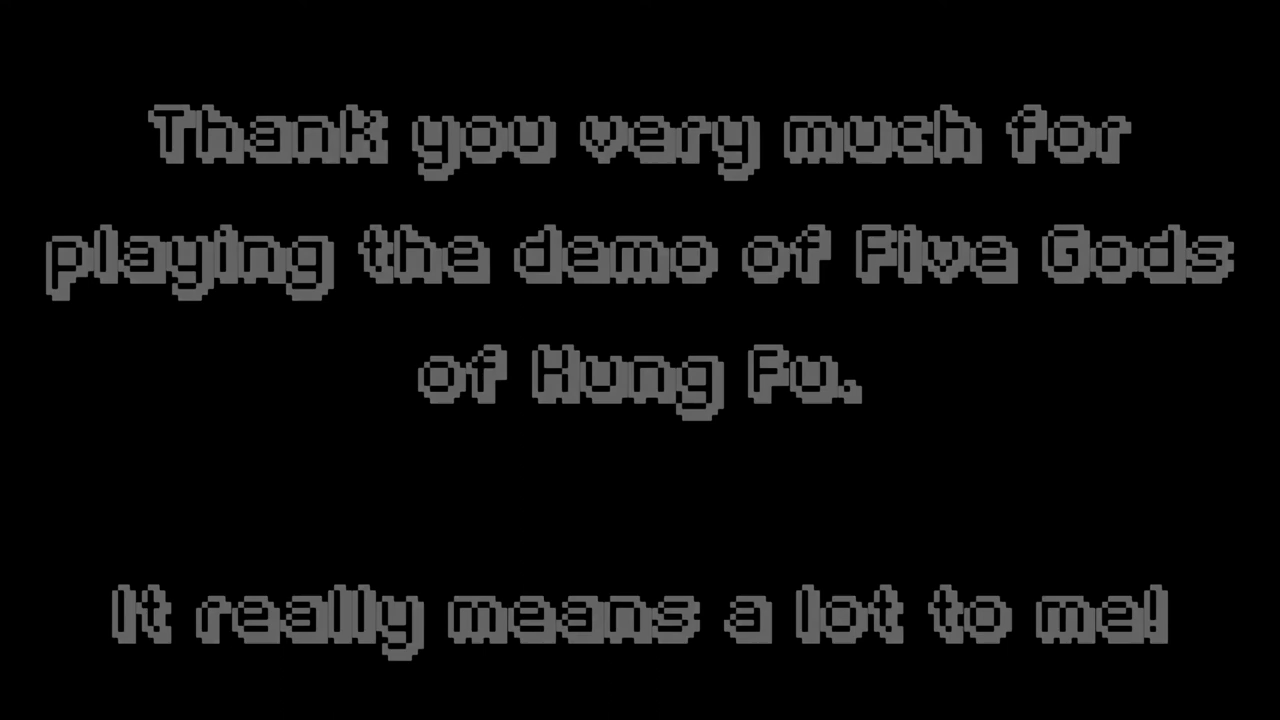 Thank you very much for
playing the demo of Five Gods
of Kung Fu.
It really means a lot to me!